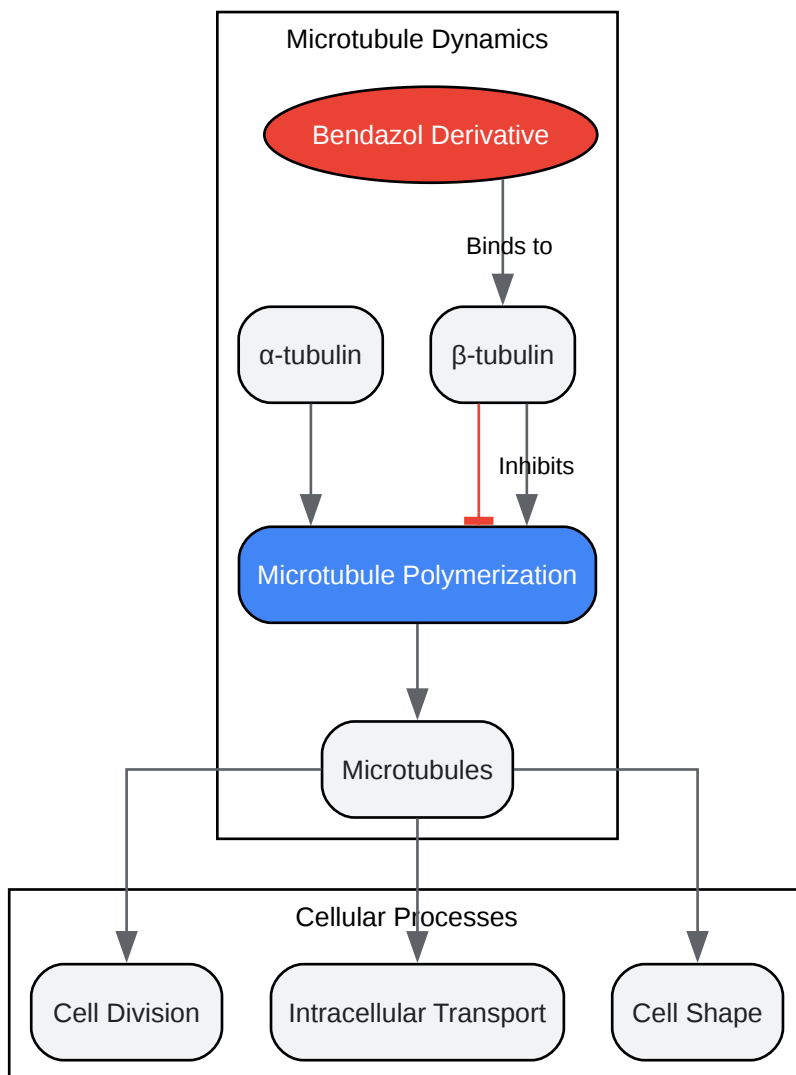 Microtubule Dynamics
Bendazol Derivative
Binds to
α-tubulin
β-tubulin
Inhibits
Microtubule Polymerization
Microtubules
Cellular Processes
Cell Division
Intracellular Transport
Cell Shape